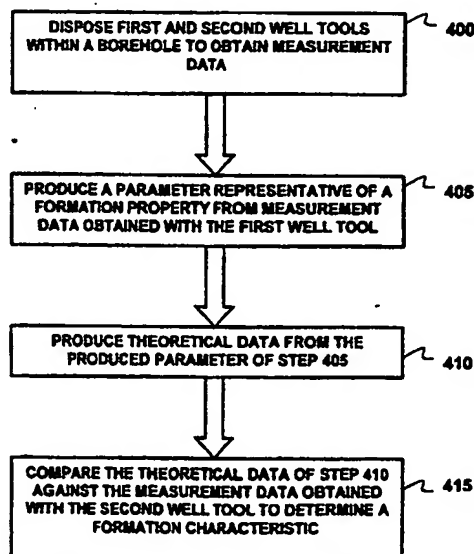 DISPOSE FIRST AND SECOND WELL TOOLS
WITHIN A BOREHOLE TO OBTAIN MEASUREMENT
DATA
400
PRODUCE A PARAMETER REPRESENTATIVE OF A
FORMATION PROPERTY FROM MEASUREMENT
DATA OBTAINED WITH THE FIRST WELL TOOL
405
PRODUCE THEORETICAL DATA FROM THE
PRODUCED PARAMETER OF STEP 405
410
COMPARE THE THEORETICAL DATA OF STEP 410
AGAINST THE MEASUREMENT DATA OBTAINED
WITH THE SECOND WELL TOOL TO DETERMINE A
FORMATION CHARACTERISTIC
415